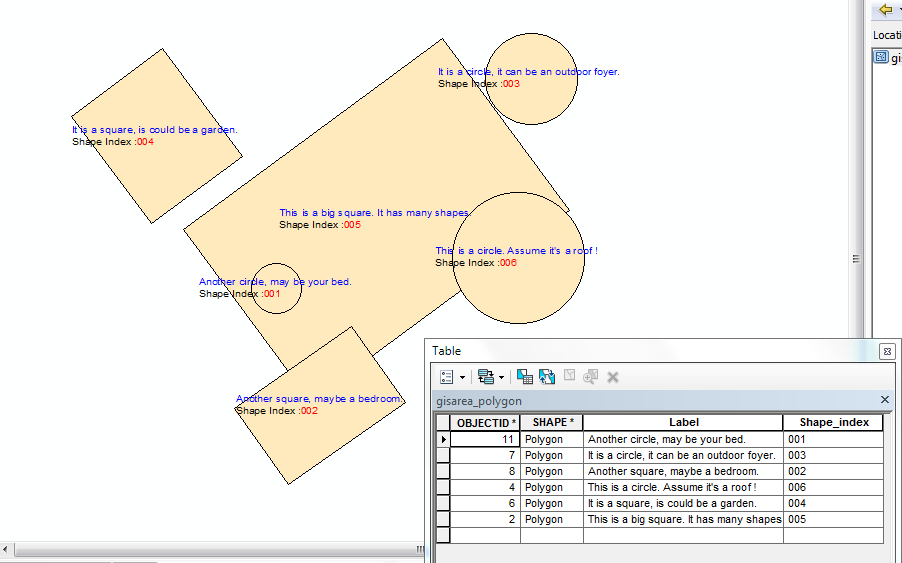 Locati
gis
It is a circle, it can be an outdoor foyer.
Shape Index :003
It is a square, is could be a garden.
Shape Index :004
This is a big square. It has many shapes.
Shape Index :005
This is a circle. Assume it's a roof !
Shape Index :006
Another circle, may be your bed.
Shape Index :001
Another square, maybe a bedroom.
Shape Index :002
Table
gisarea_polygon
OBJECTID * SHAPE * Label Shape_index
11 Polygon Another circle, may be your bed. 001
7 Polygon It is a circle, it can be an outdoor foyer. 003
8 Polygon Another square, maybe a bedroom. 002
4 Polygon This is a circle. Assume it's a roof ! 006
6 Polygon It is a square, is could be a garden. 004
2 Polygon This is a big square. It has many shapes 005